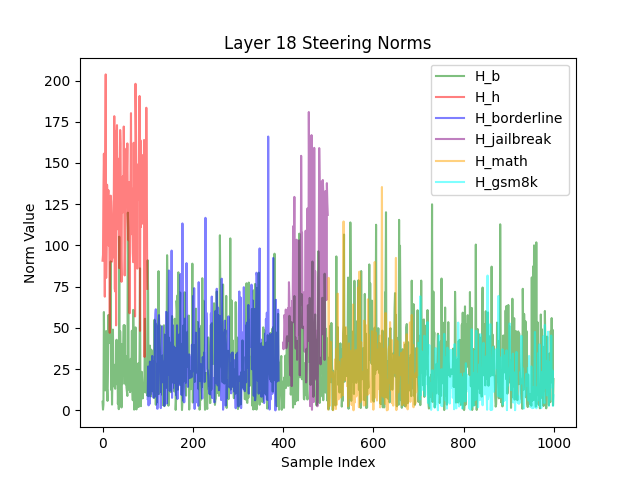 Layer 18 Steering Norms
H_b
H_h
H_borderline
H_jailbreak
H_math
H_gsm8k
Norm Value
200
175
150
125
100
75
50
25
0
0
200
400
600
800
1000
Sample Index